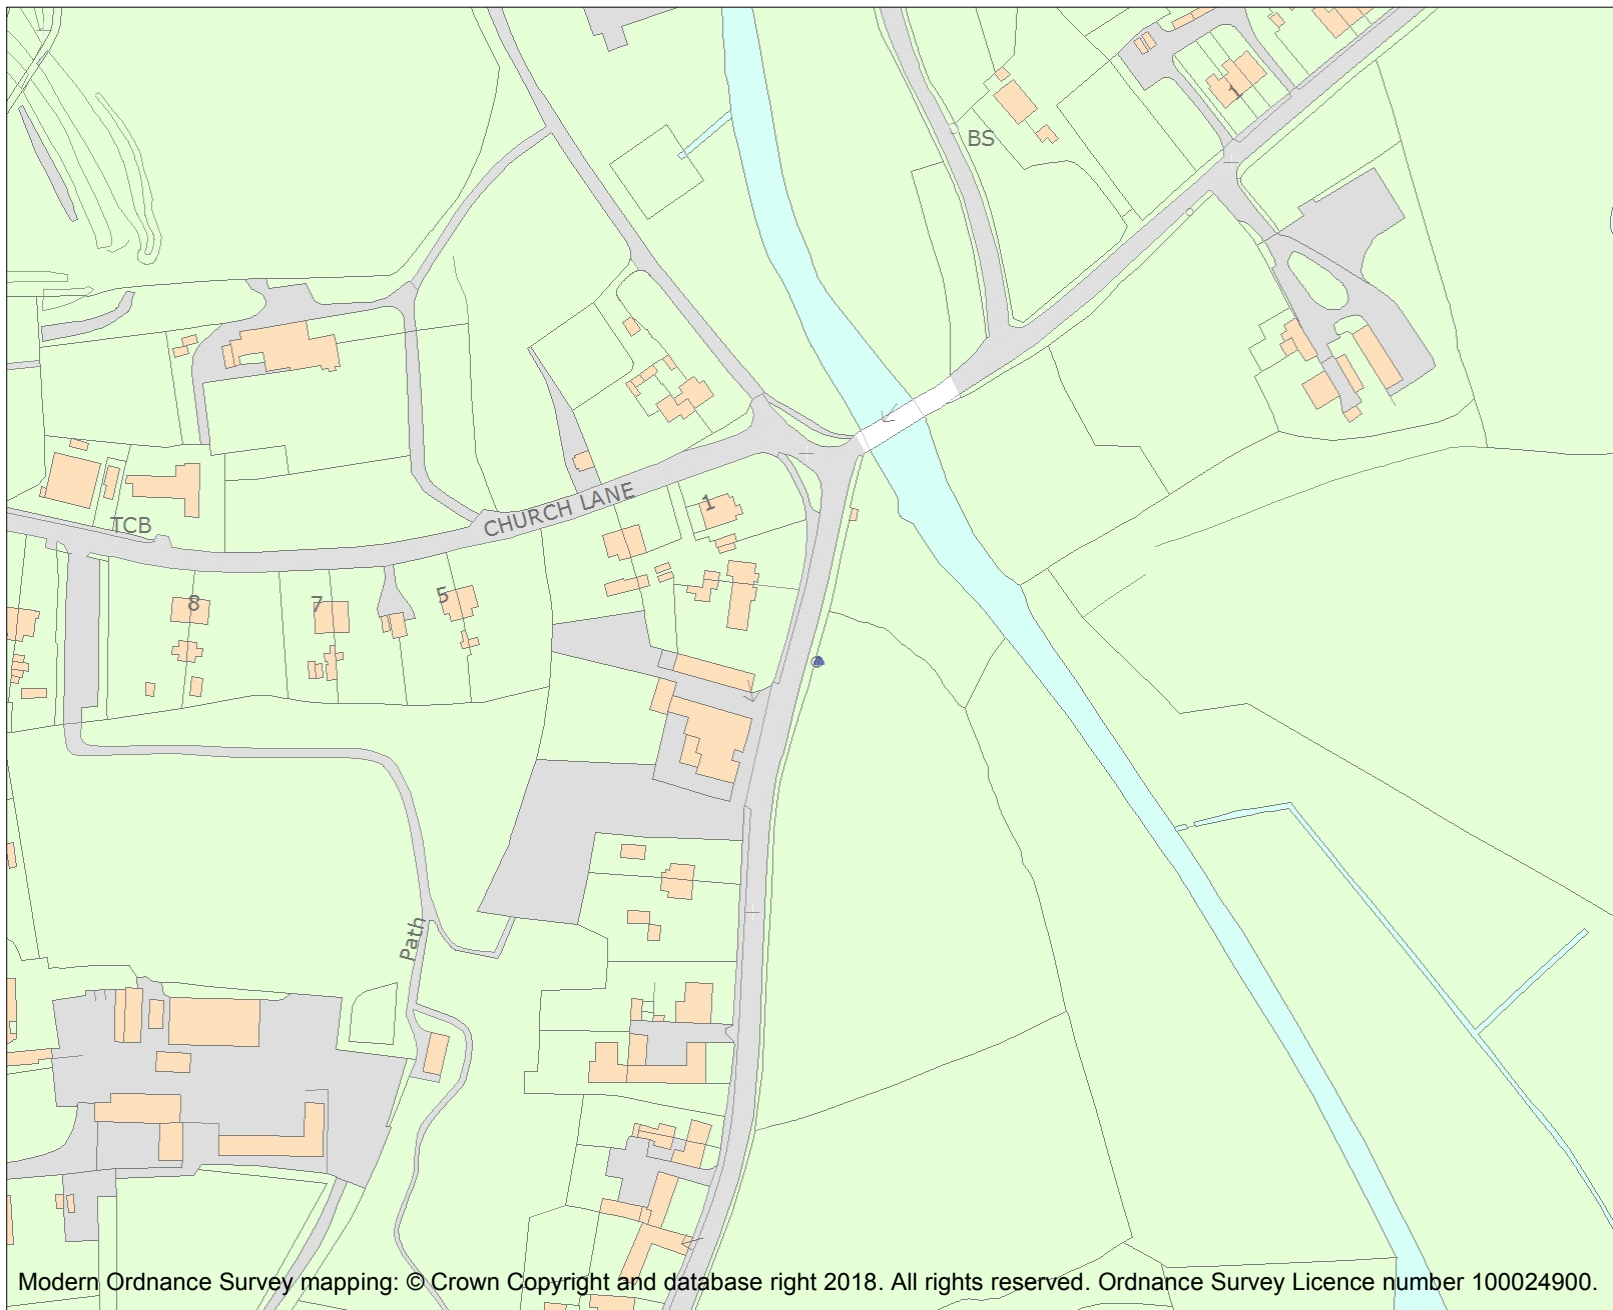 BS
1
CHURCH LANE
1
TCB
8
7
5
Path
Modern Ordnance Survey mapping: © Crown Copyright and database right 2018. All rights reserved. Ordnance Survey Licence number 100024900.